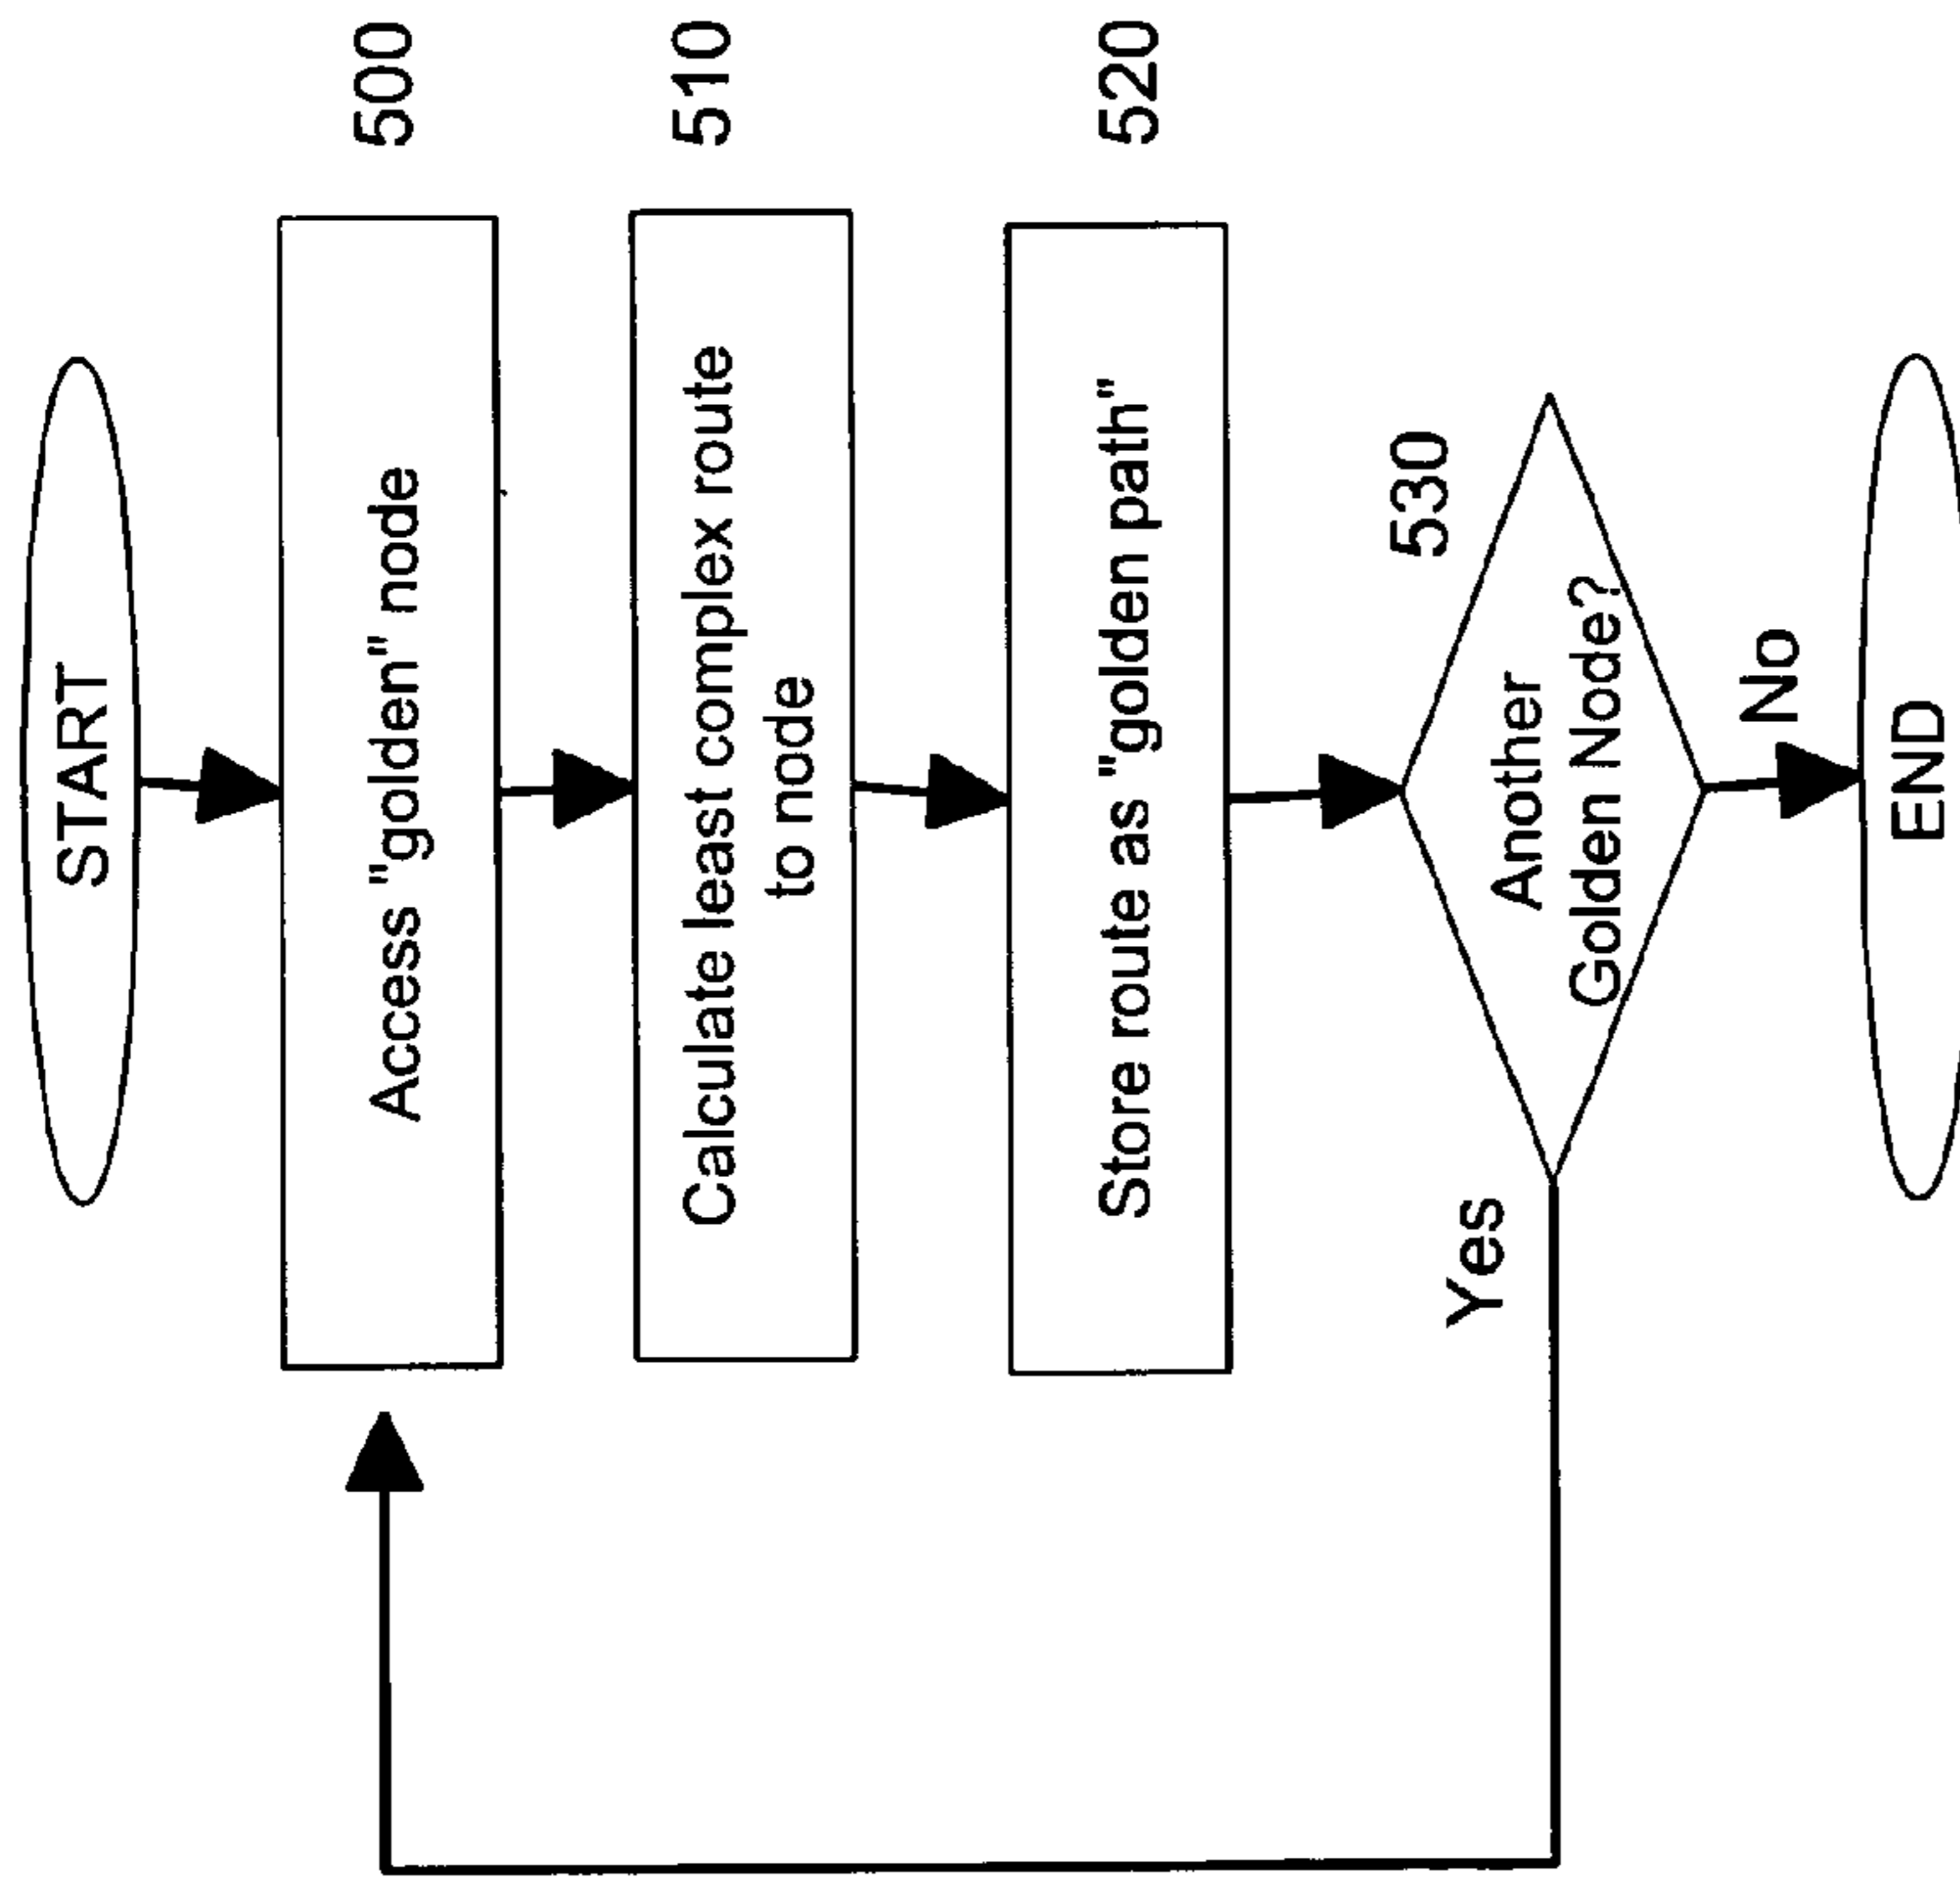 START
Access "golden" node
500
Calculate least complex route
to node
510
Store route as "golden path"
520
530
Another
Golden Node?
Yes
No
END